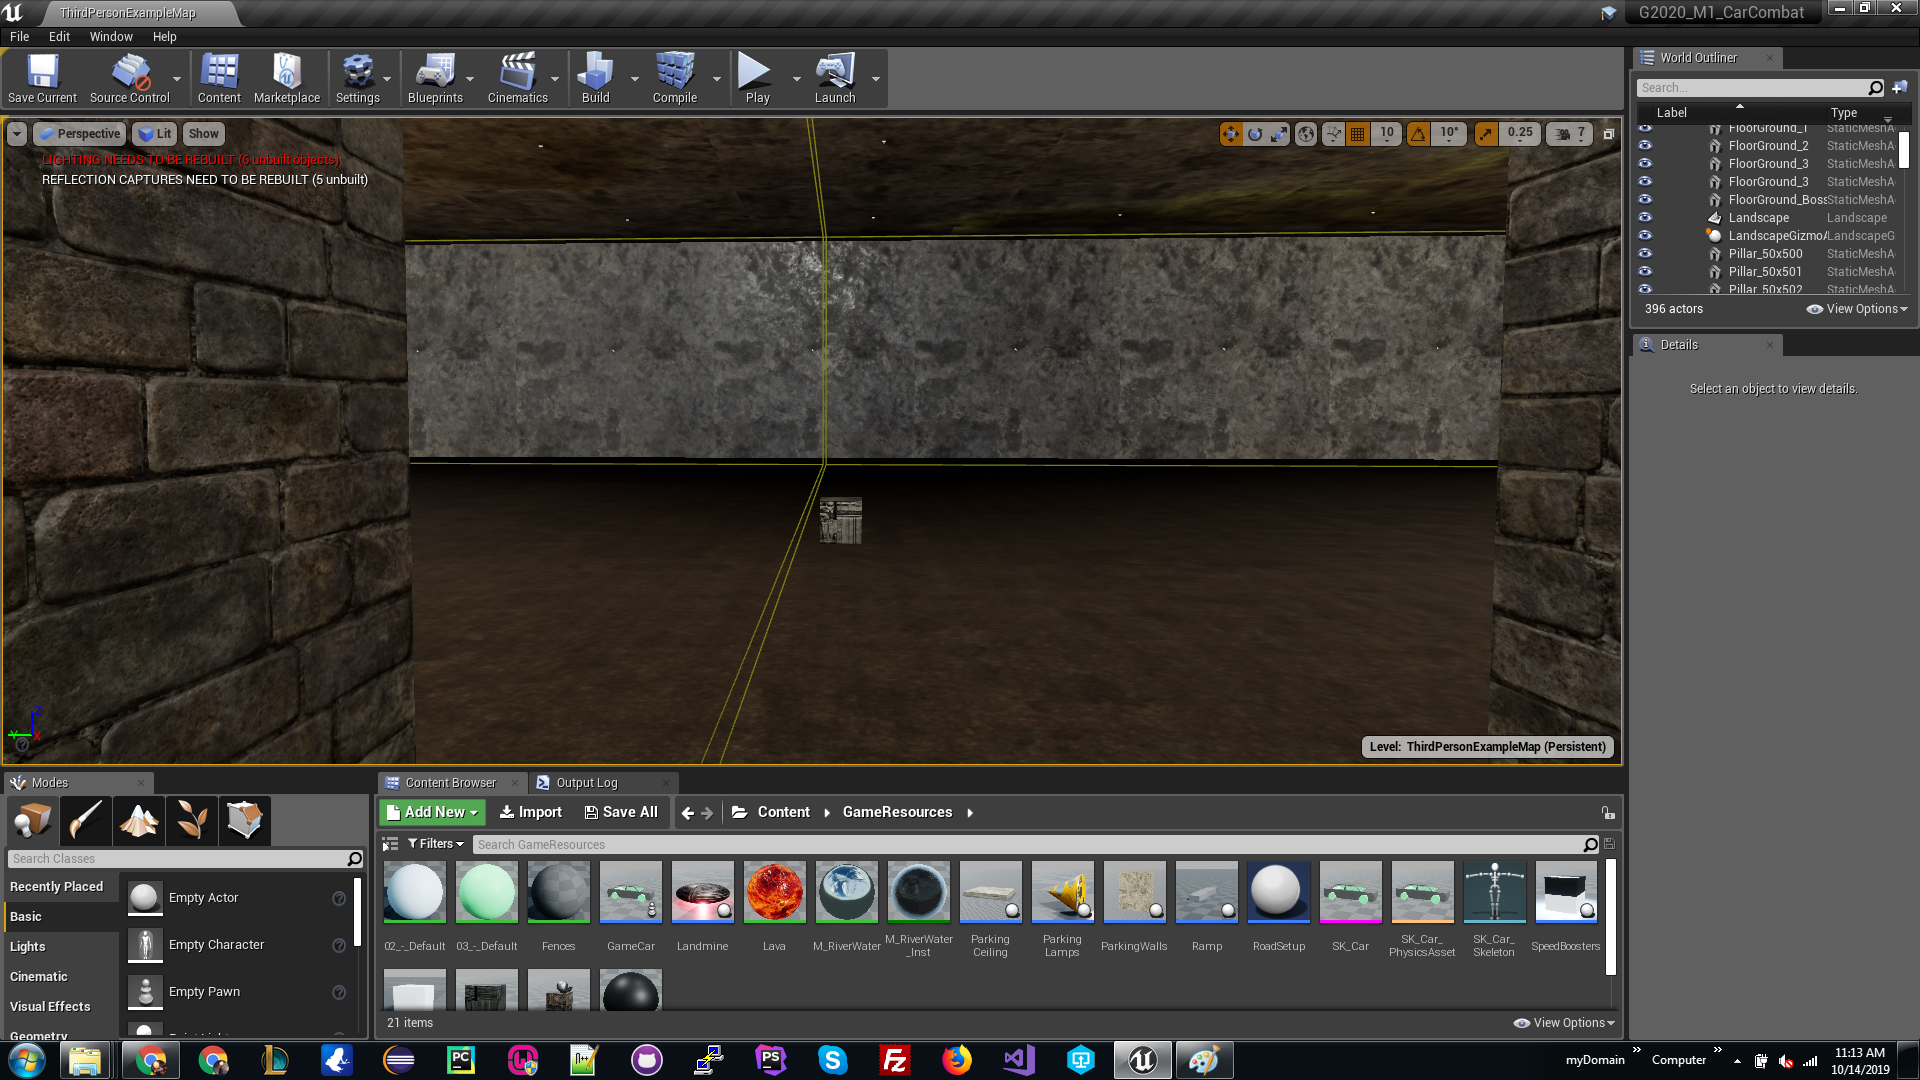 ThirdPersonExampleMap
G2020_M1_CarCombat
File Edit Window Help
Save Current
Source Control
Content
Marketplace
Settings
Blueprints
Cinematics
Build
Compile
Play
Launch
Perspective
Lit
Show
10
10°
0.25
7
LIGHTING NEEDS TO BE REBUILT (6 unbuilt objects)
REFLECTION CAPTURES NEED TO BE REBUILT (5 unbuilt)
Level: ThirdPersonExampleMap (Persistent)
World Outliner
Search...
Label Type
FloorGround_1 StaticMeshA
FloorGround_2 StaticMeshA
FloorGround_3 StaticMeshA
FloorGround_3 StaticMeshA
FloorGround_Boss StaticMeshA
Landscape Landscape
LandscapeGizmoA LandscapeG
Pillar_50x500 StaticMeshA
Pillar_50x501 StaticMeshA
Pillar_50x502 StaticMeshA
396 actors
View Options
Details
Select an object to view details.
Modes
Search Classes
Recently Placed
Basic
Lights
Cinematic
Visual Effects
Geometry
Empty Actor
Empty Character
Empty Pawn
Content Browser
Output Log
Add New
Import
Save All
Content
GameResources
Filters
Search GameResources
02_-_Default
03_-_Default
Fences
GameCar
Landmine
Lava
M_RiverWater
M_RiverWater
_Inst
Parking
Ceiling
Parking
Lamps
ParkingWalls
Ramp
RoadSetup
SK_Car
SK_Car_
PhysicsAsset
SK_Car_
Skeleton
SpeedBoosters
21 items
View Options
myDomain
Computer
11:13 AM
10/14/2019